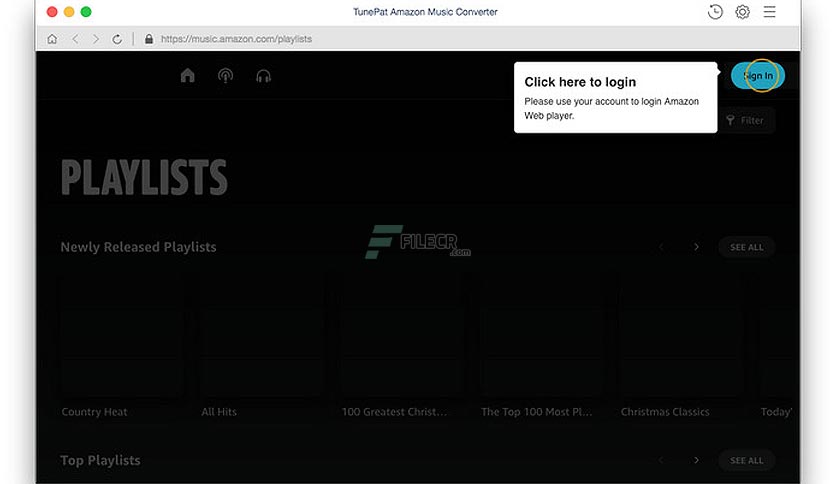 TunePat Amazon Music Converter
https://music.amazon.com/playlists
Click here to login
Please use your account to login Amazon
Web player.
Sign In
Filter
PLAYLISTS
FILECR
.com
Newly Released Playlists
SEE ALL
Country Heat
All Hits
100 Greatest Christ...
The Top 100 Most Pl...
Christmas Classics
Today'
Top Playlists
SEE ALL